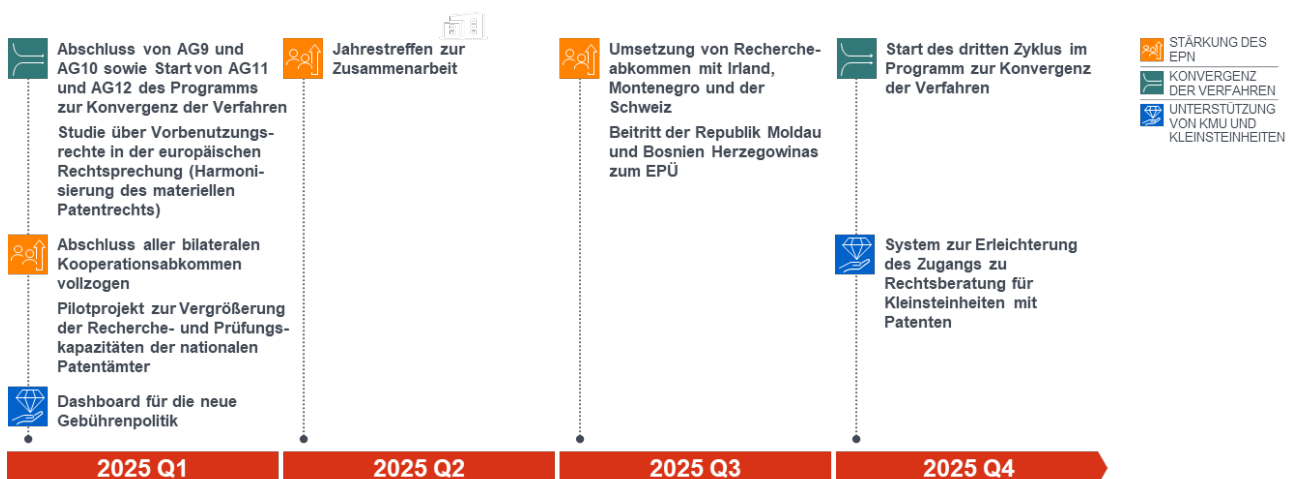 Abschluss von AG9 und
AG10 sowie Start von AG11
und AG12 des Programms
zur Konvergenz der Verfahren
Studie über Vorbenutzungs-
rechte in der europäischen
Rechtsprechung (Harmoni-
sierung des materiellen
Patentrechts)
Abschluss aller bilateralen
Kooperationsabkommen
vollzogen
Pilotprojekt zur Vergrößerung
der Recherche- und Prüfungs-
kapazitäten der nationalen
Patentämter
Dashboard für die neue
Gebührenpolitik
Jahrestreffen zur
Zusammenarbeit
Umsetzung von Recherche-
abkommen mit Irland,
Montenegro und der
Schweiz
Beitritt der Republik Moldau
und Bosnien Herzegowinas
zum EPÜ
Start des dritten Zyklus im
Programm zur Konvergenz
der Verfahren
System zur Erleichterung
des Zugangs zu
Rechtsberatung für
Kleinsteinheiten mit
Patenten
STÄRKUNG DES
EPN
KONVERGENZ
DER VERFAHREN
UNTERSTÜTZUNG
VON KMU UND
KLEINSTEINHEITEN
2025 Q1
2025 Q2
2025 Q3
2025 Q4